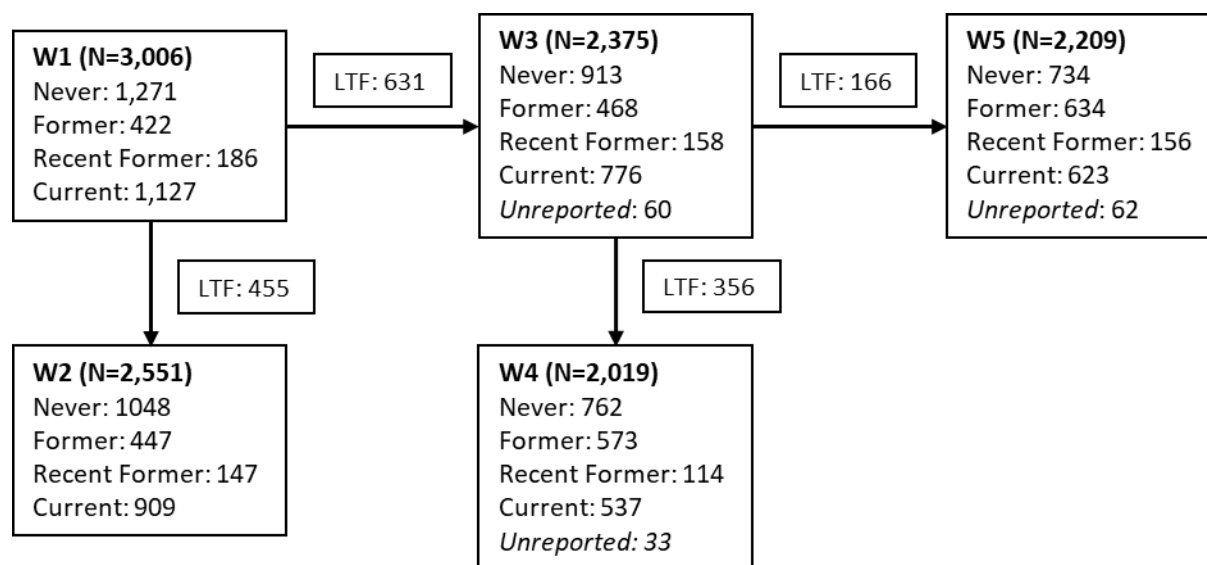 W1 (N=3,006)
Never: 1,271
Former: 422
Recent Former: 186
Current: 1,127
LTF: 631
W3 (N=2,375)
Never: 913
Former: 468
Recent Former: 158
Current: 776
Unreported: 60
LTF: 166
W5 (N=2,209)
Never: 734
Former: 634
Recent Former: 156
Current: 623
Unreported: 62
LTF: 455
LTF: 356
W2 (N=2,551)
Never: 1048
Former: 447
Recent Former: 147
Current: 909
W4 (N=2,019)
Never: 762
Former: 573
Recent Former: 114
Current: 537
Unreported: 33